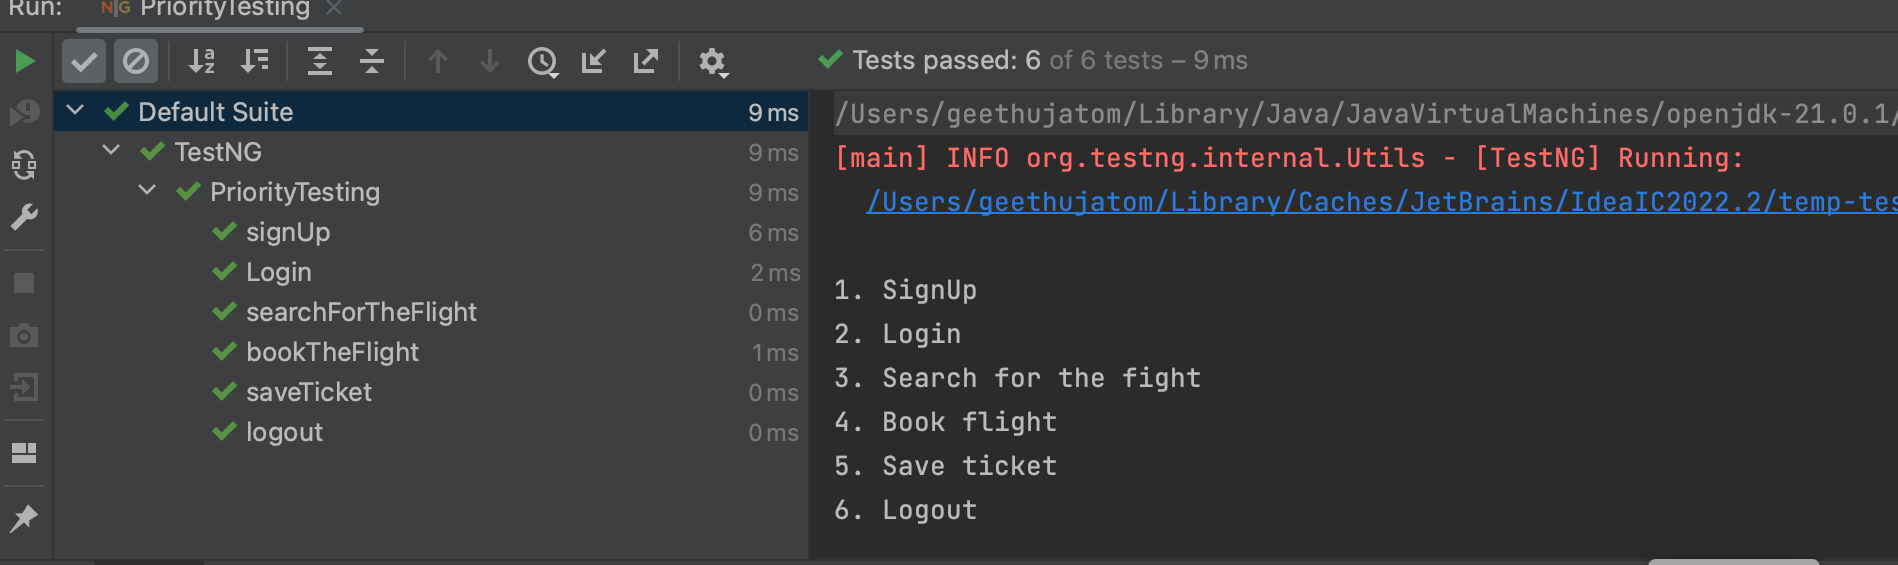 Run: NG PriorityTesting
Tests passed: 6 of 6 tests – 9 ms
Default Suite 9 ms
TestNG 9 ms
PriorityTesting 9 ms
signUp 6 ms
Login 2 ms
searchForTheFlight 0 ms
bookTheFlight 1 ms
saveTicket 0 ms
logout 0 ms
/Users/geethujatom/Library/Java/JavaVirtualMachines/openjdk-21.0.1/
[main] INFO org.testng.internal.Utils - [TestNG] Running:
/Users/geethujatom/Library/Caches/JetBrains/IdeaIC2022.2/temp-tes
1. SignUp
2. Login
3. Search for the fight
4. Book flight
5. Save ticket
6. Logout